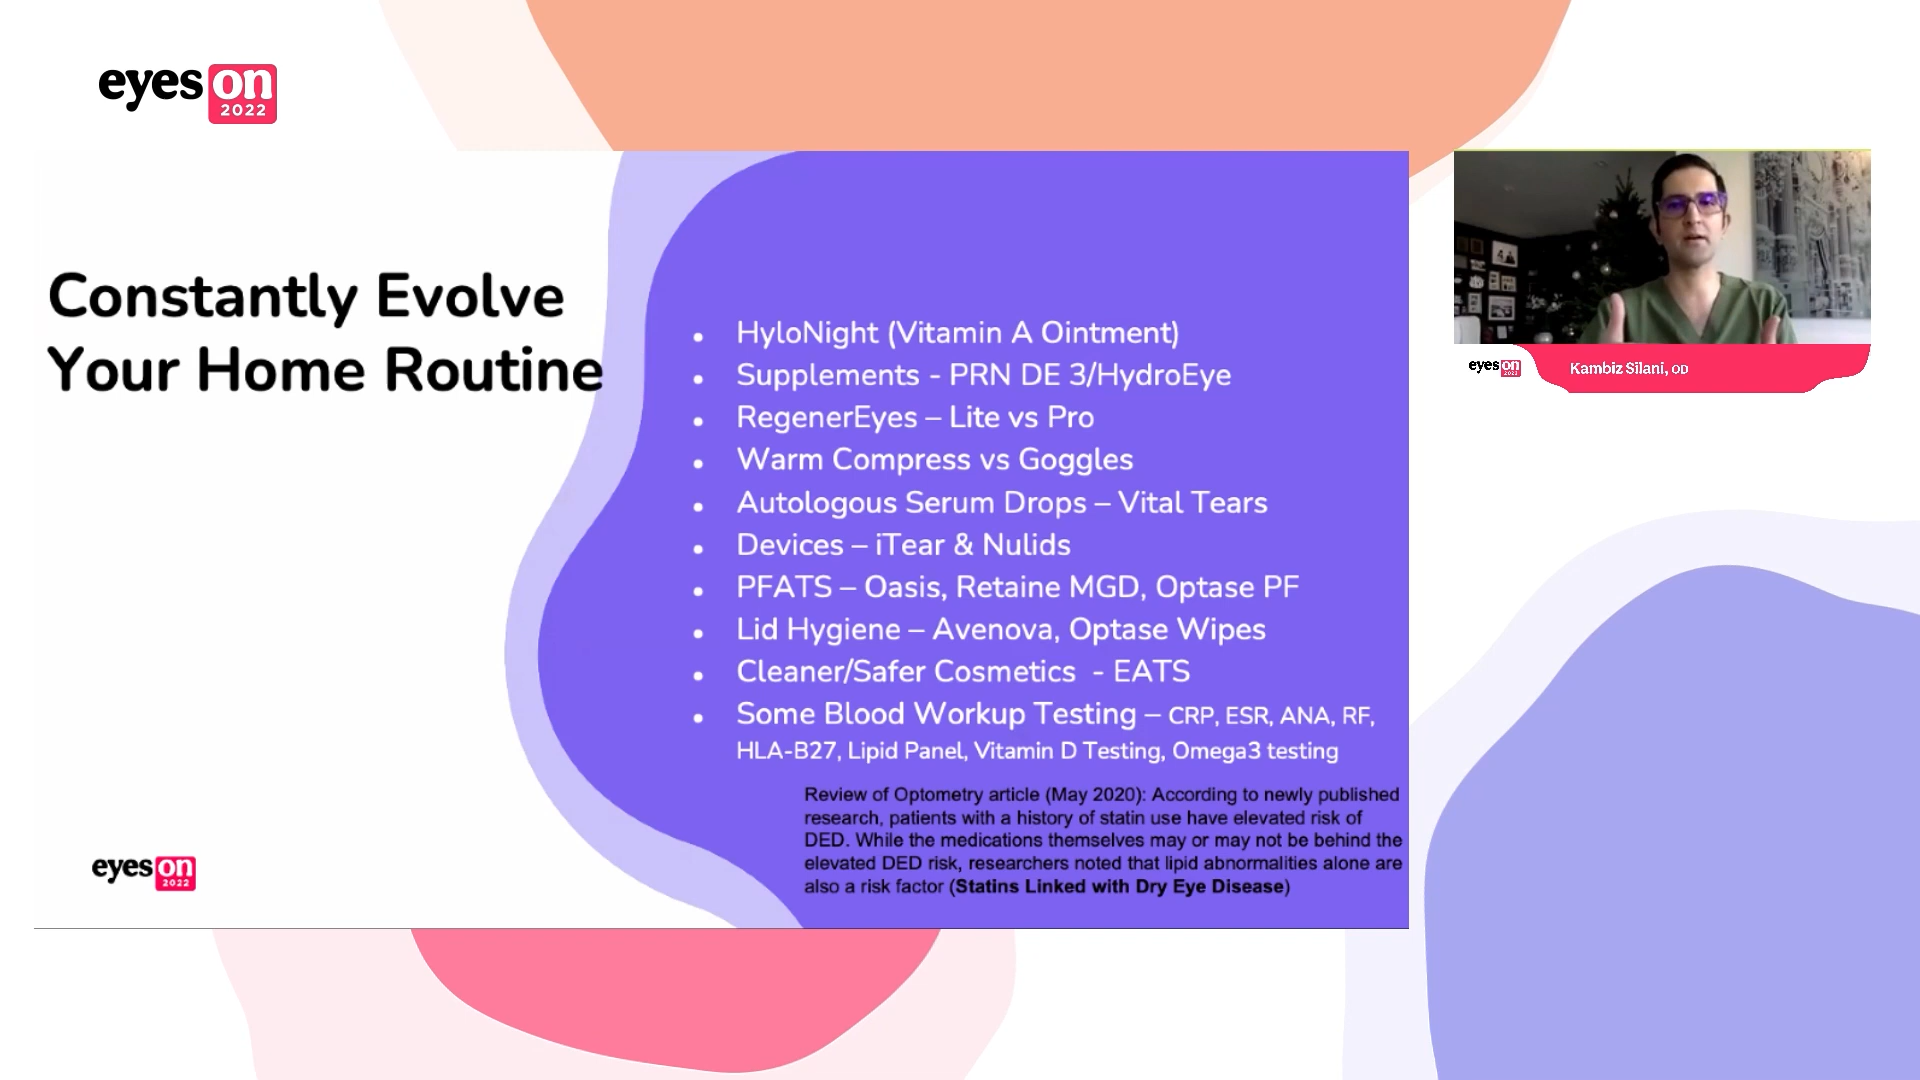 eyes on
2022
Constantly Evolve
Your Home Routine
• HyloNight (Vitamin A Ointment)
• Supplements - PRN DE 3/HydroEye
• RegenerEyes – Lite vs Pro
• Warm Compress vs Goggles
• Autologous Serum Drops – Vital Tears
• Devices – iTear & Nulids
• PFATS – Oasis, Retaine MGD, Optase PF
• Lid Hygiene – Avenova, Optase Wipes
• Cleaner/Safer Cosmetics - EATS
• Some Blood Workup Testing – CRP, ESR, ANA, RF,
HLA-B27, Lipid Panel, Vitamin D Testing, Omega3 testing
Review of Optometry article (May 2020): According to newly published
research, patients with a history of statin use have elevated risk of
DED. While the medications themselves may or may not be behind the
elevated DED risk, researchers noted that lipid abnormalities alone are
also a risk factor (Statins Linked with Dry Eye Disease)
eyes on
2022
eyes on
2022
Kambiz Silani, OD